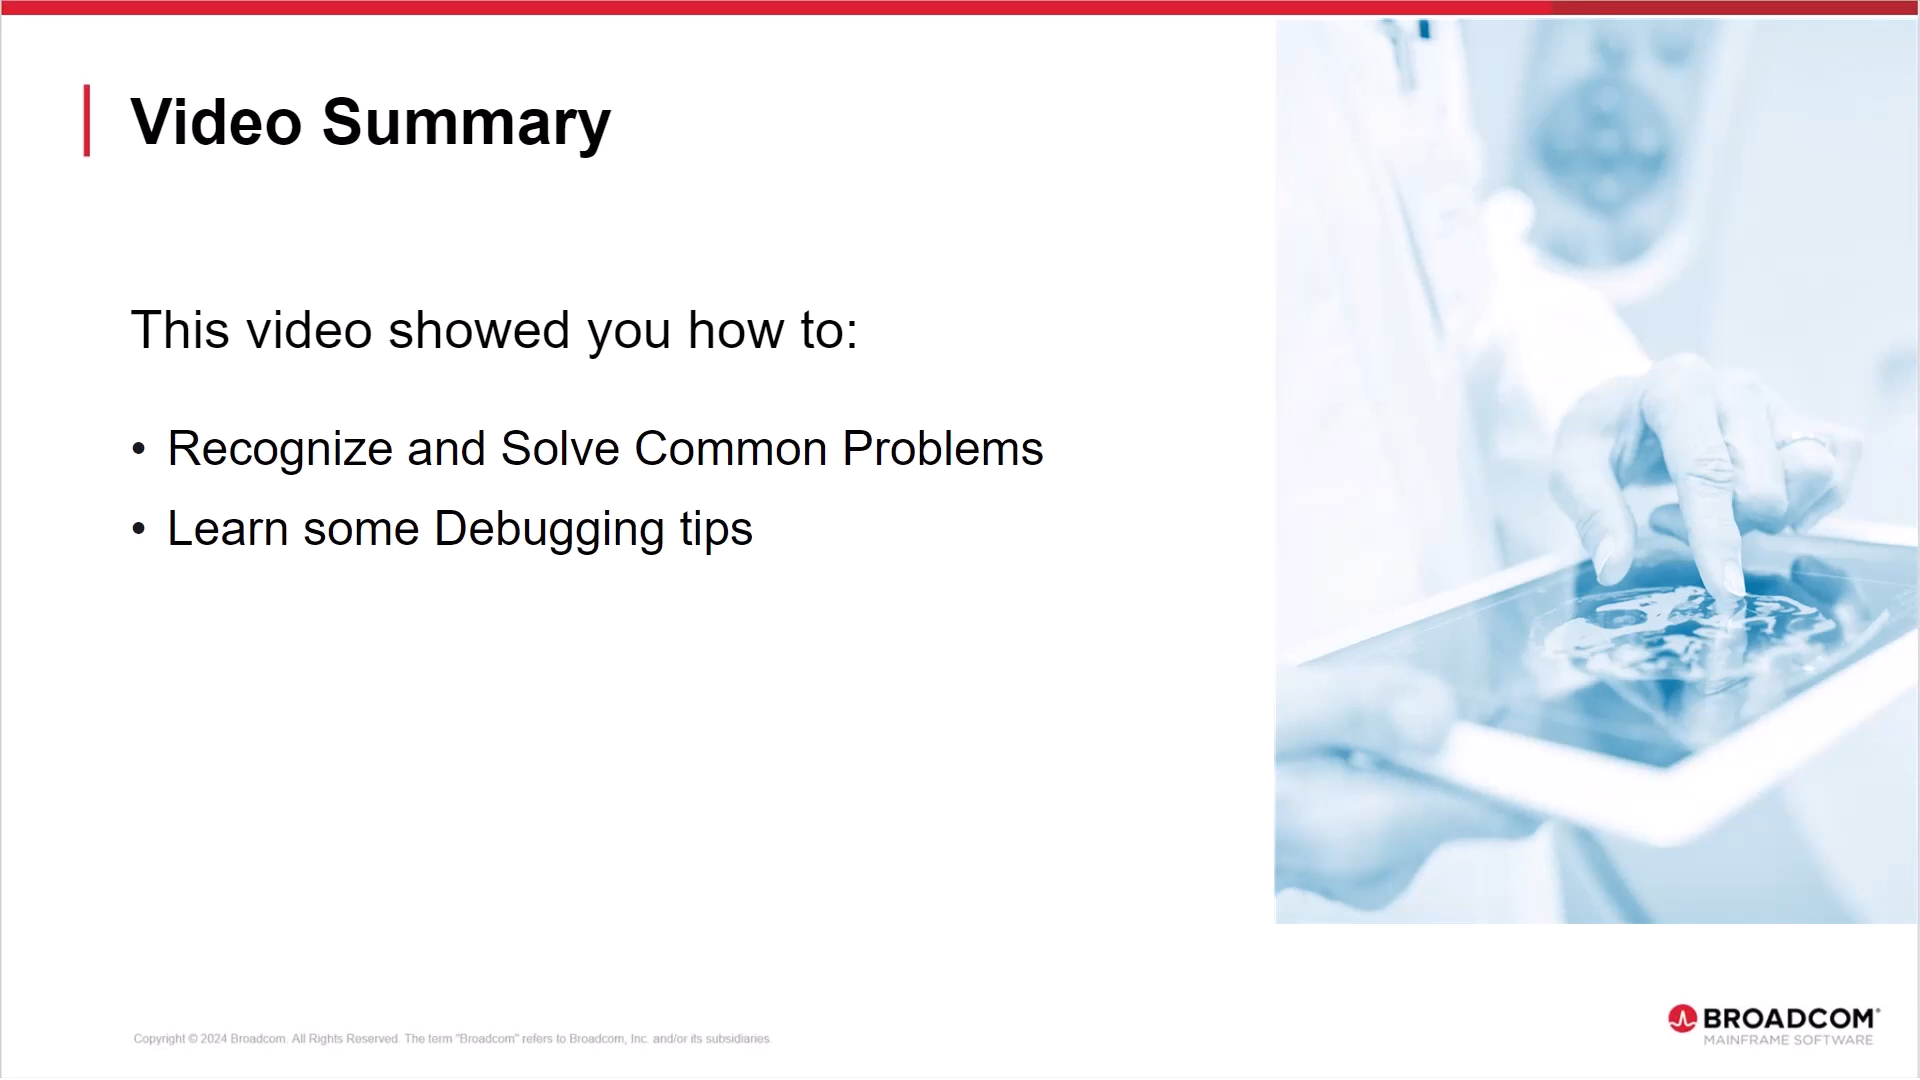 Video Summary
This video showed you how to:
• Recognize and Solve Common Problems
• Learn some Debugging tips
Copyright © 2024 Broadcom. All Rights Reserved. The term "Broadcom" refers to Broadcom, Inc. and/or its subsidiaries.
BROADCOM®
MAINFRAME SOFTWARE